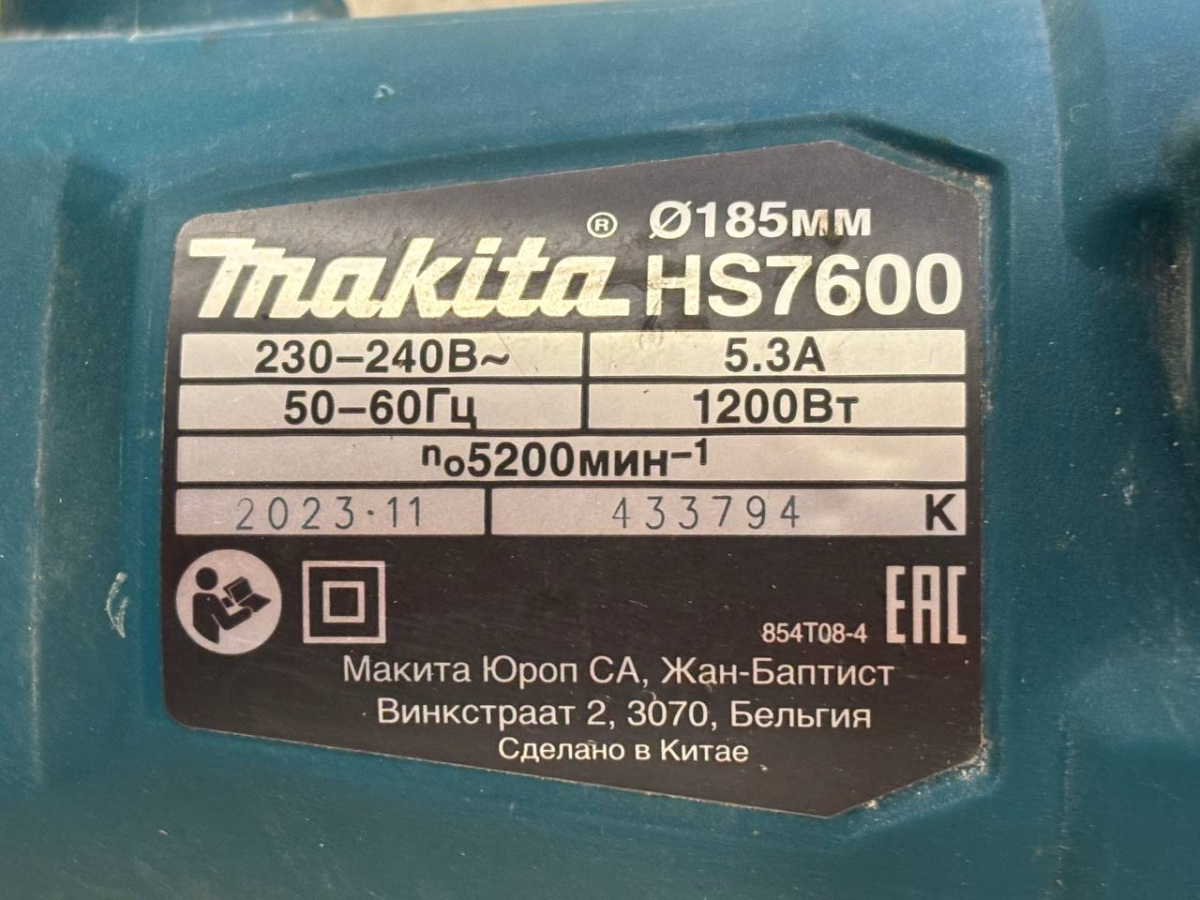 ® Ø185мм
makita HS7600
230–240В~ 5.3А
50–60Гц 1200Вт
n₀5200мин⁻¹
2023·11 433794 K
854T08-4 EAC
Макита Юроп СА, Жан-Баптист
Винкстраат 2, 3070, Бельгия
Сделано в Китае